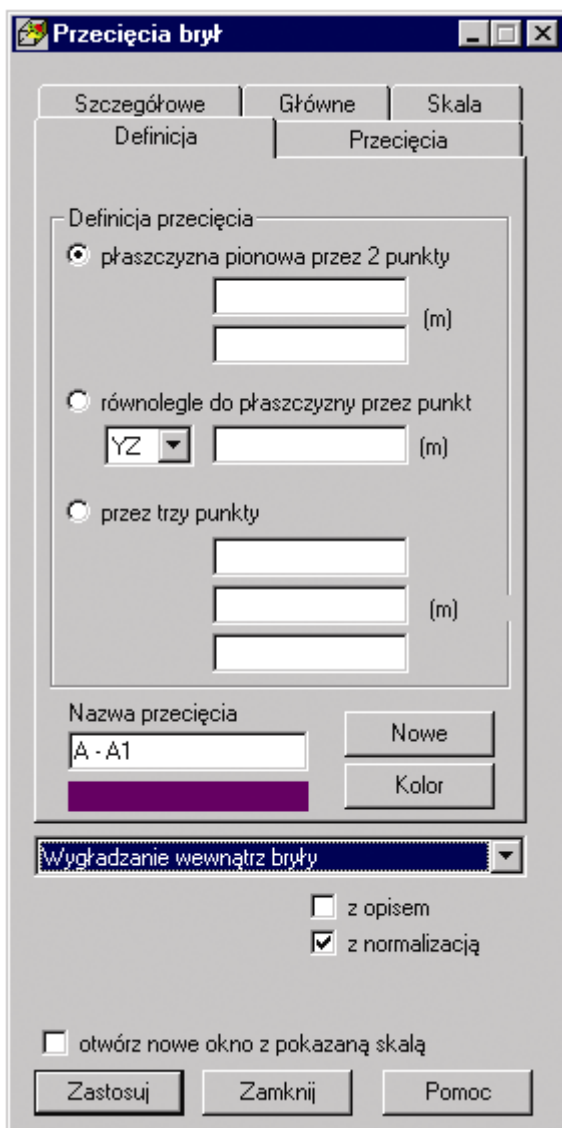 Przecięcia brył
Szczegółowe Główne Skala
Definicja Przecięcia
Definicja przecięcia
płaszczyzna pionowa przez 2 punkty
(m)
równolegle do płaszczyzny przez punkt
YZ (m)
przez trzy punkty
(m)
Nazwa przecięcia
A - A1
Nowe
Kolor
Wygładzanie wewnątrz bryły
z opisem
z normalizacją
otwórz nowe okno z pokazaną skalą
Zastosuj Zamknij Pomoc